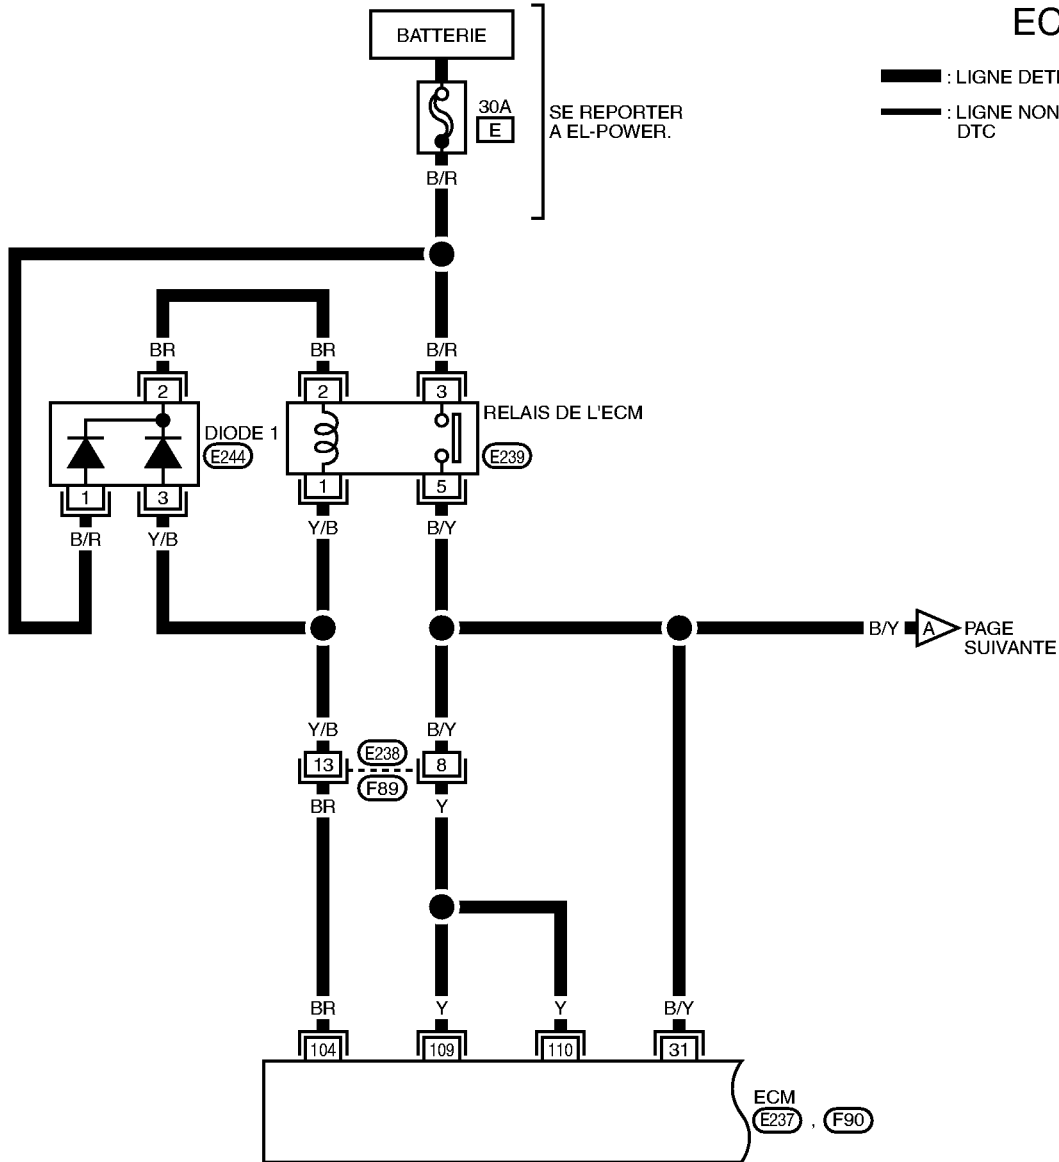 EC
BATTERIE
: LIGNE DET
30A
E
SE REPORTER
A EL-POWER.
: LIGNE NON
DTC
B/R
BR
BR
B/R
2
2
3
RELAIS DE L'ECM
DIODE 1
E244
E239
1
3
1
5
B/R
Y/B
Y/B
B/Y
B/Y
A
PAGE
SUIVANTE
Y/B
B/Y
13
E238
8
F89
BR
Y
BR
Y
Y
B/Y
104
109
110
31
ECM
E237 , F90